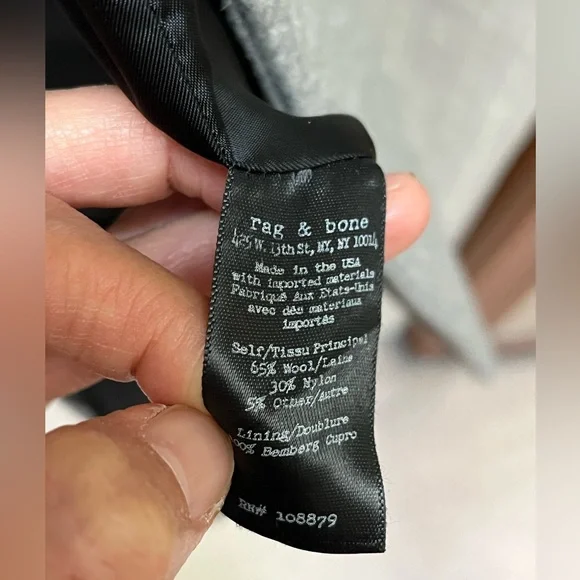 rag & bone
425 W. 13th St, NY, NY 10014
Made in the USA
with imported materials
Fabriqué Aux Etats-Unis
avec des materiaux
importés
Self/Tissu Principal
65% Wool/Laine
30% Nylon
5% Other/Autre
Lining/Doublure
100% Bemberg Cupro
RN# 108879